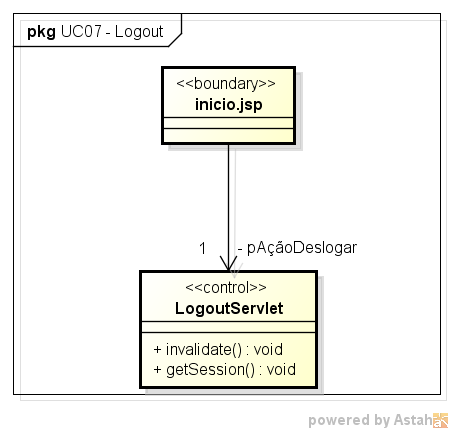 pkg UC07 - Logout
<<boundary>>
inicio.jsp
1
- pAçãoDeslogar
<<control>>
LogoutServlet
+ invalidate() : void
+ getSession() : void
powered by Astah